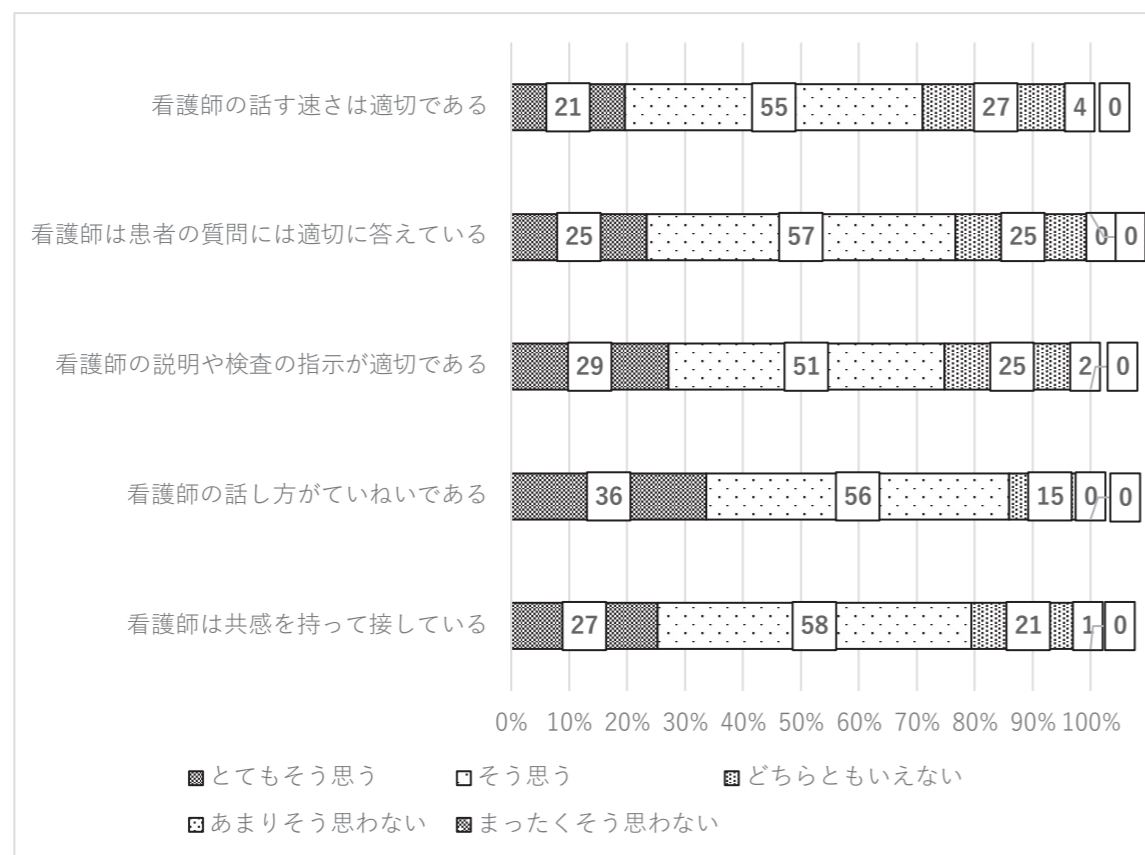 看護師の話す速さは適切である 21 55 27 4 0
看護師は患者の質問には適切に答えている 25 57 25 0 0
看護師の説明や検査の指示が適切である 29 51 25 2 0
看護師の話し方がていねいである 36 56 15 0 0
看護師は共感を持って接している 27 58 21 1 0
0% 10% 20% 30% 40% 50% 60% 70% 80% 90% 100%
とてもそう思う そう思う どちらともいえない
あまりそう思わない まったくそう思わない